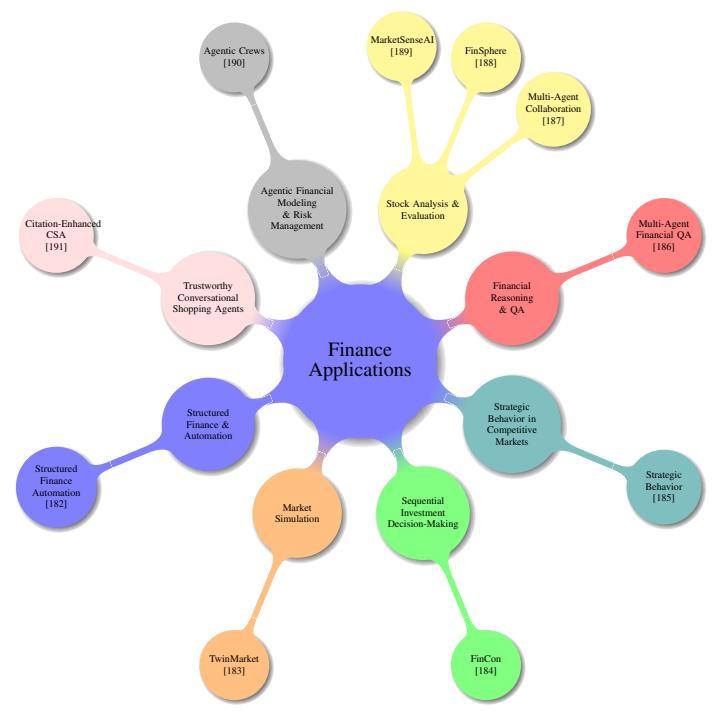 Agentic Crews
[190]
MarketSenseAI
[189]
FinSphere
[188]
Multi-Agent
Collaboration
[187]
Agentic Financial
Modeling
& Risk
Management
Stock Analysis &
Evaluation
Citation-Enhanced
CSA
[191]
Multi-Agent
Financial QA
[186]
Trustworthy
Conversational
Shopping Agents
Financial
Reasoning
& QA
Finance
Applications
Structured
Finance &
Automation
Strategic
Behavior in
Competitive
Markets
Structured
Finance
Automation
[182]
Strategic
Behavior
[185]
Market
Simulation
Sequential
Investment
Decision-Making
TwinMarket
[183]
FinCon
[184]